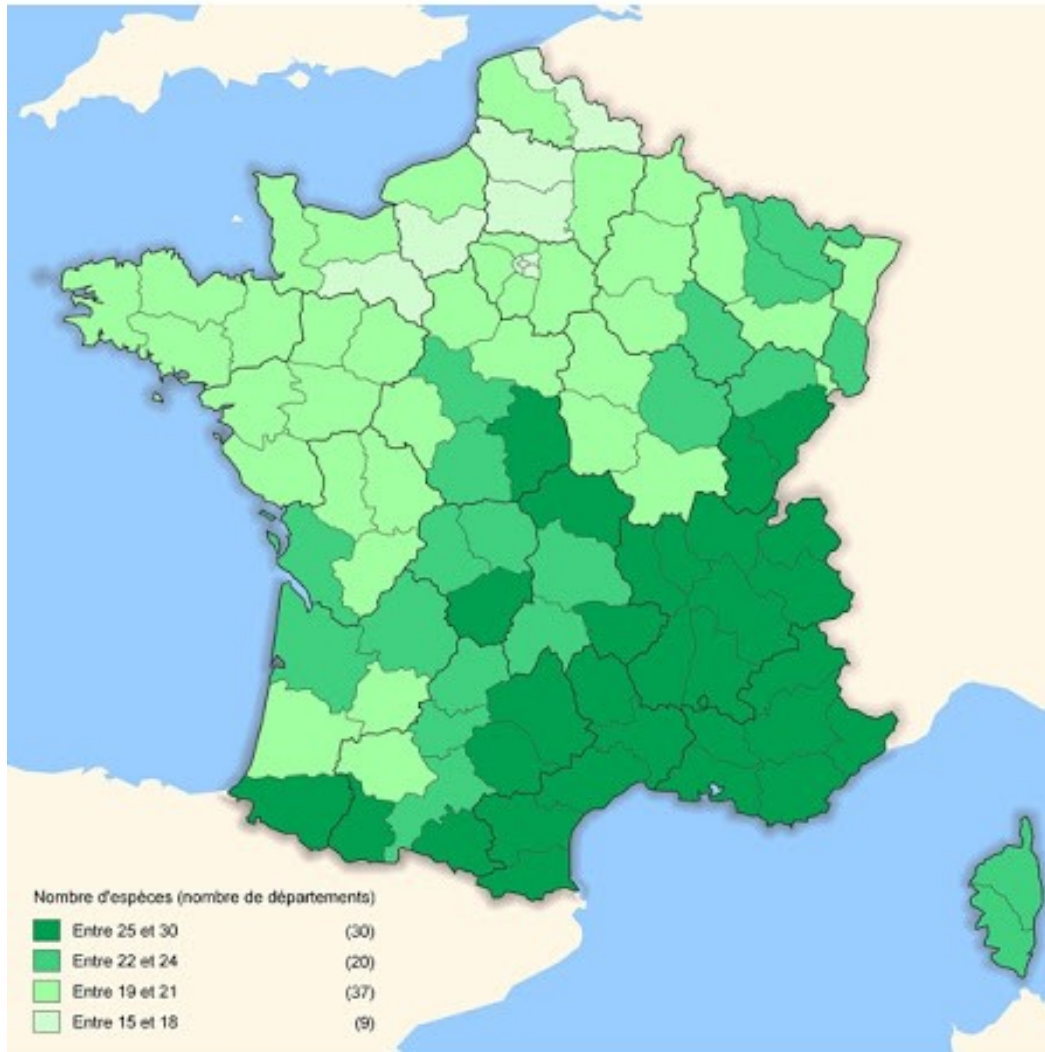 Nombre d'espèces (nombre de départements)
Entre 25 et 30 (30)
Entre 22 et 24 (20)
Entre 19 et 21 (37)
Entre 15 et 18 (9)